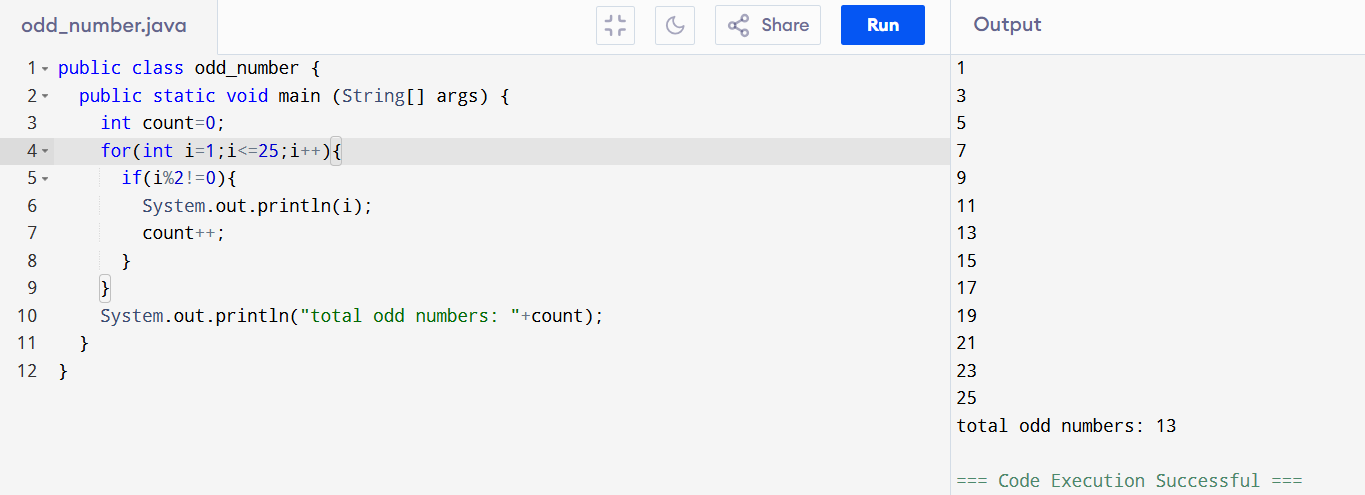 odd_number.java
Share
Run
Output
1 public class odd_number {
2 public static void main (String[] args) {
3 int count=0;
4 for(int i=1;i<=25;i++){
5 if(i%2!=0){
6 System.out.println(i);
7 count++;
8 }
9 }
10 System.out.println("total odd numbers: "+count);
11 }
12 }
1
3
5
7
9
11
13
15
17
19
21
23
25
total odd numbers: 13
=== Code Execution Successful ===